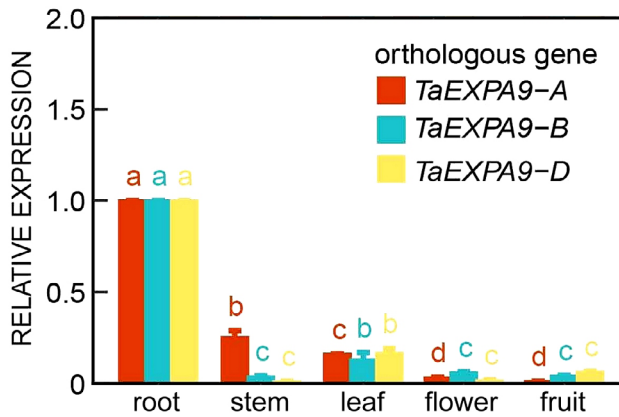 RELATIVE EXPRESSION
2.0
1.5
1.0
0.5
0
orthologous gene
TaEXPA9-A
TaEXPA9-B
TaEXPA9-D
a a a
b c c
c b b
d c c
d c c
root stem leaf flower fruit